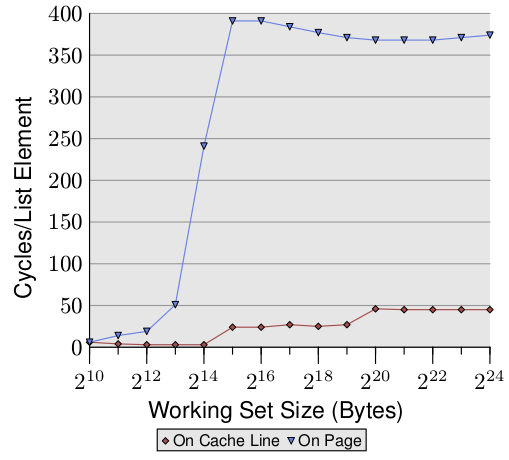 400
350
300
250
200
150
100
50
0
Cycles/List Element
2^10 2^12 2^14 2^16 2^18 2^20 2^22 2^24
Working Set Size (Bytes)
On Cache Line On Page